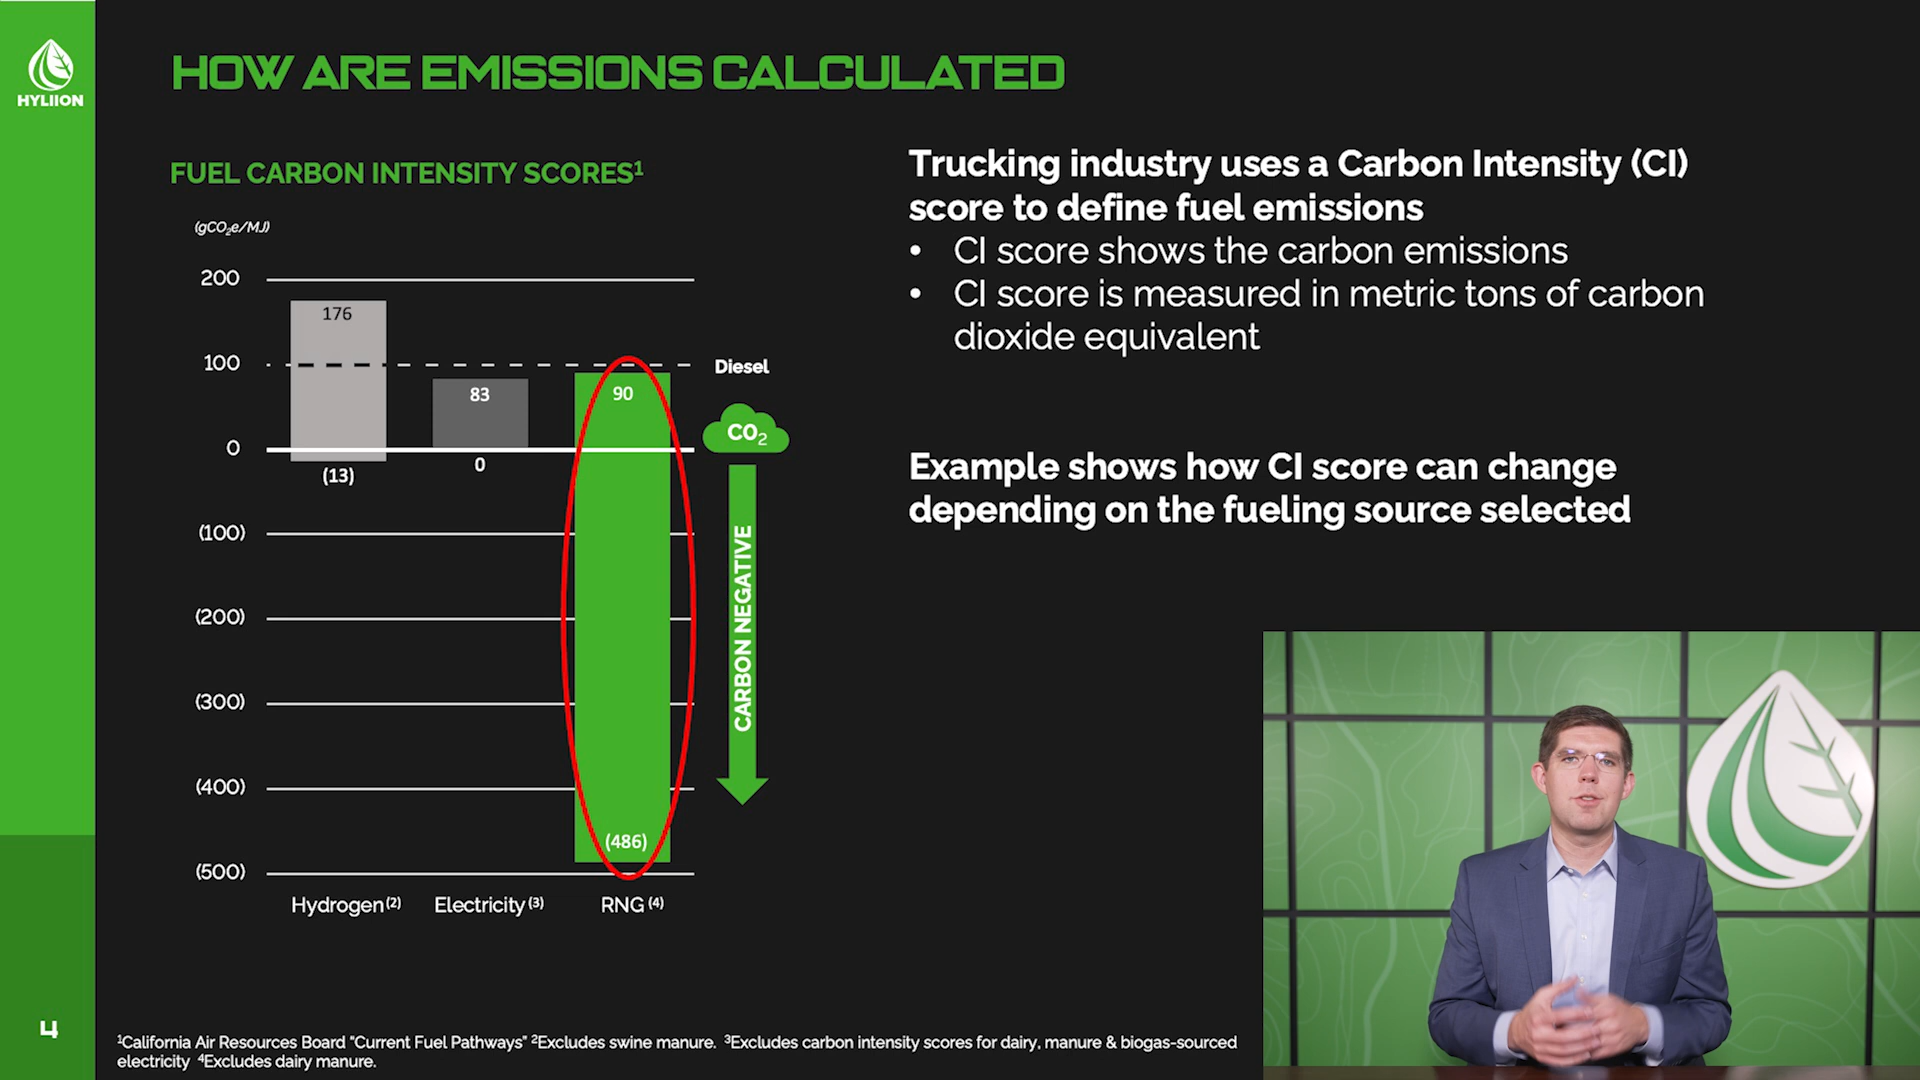 HYLIION
HOW ARE EMISSIONS CALCULATED
FUEL CARBON INTENSITY SCORES¹
(gCO₂e/MJ)
200
100
0
(100)
(200)
(300)
(400)
(500)
176
(13)
83
0
90
(486)
Diesel
CO₂
CARBON NEGATIVE
Hydrogen (2)
Electricity (3)
RNG (4)
Trucking industry uses a Carbon Intensity (CI)
score to define fuel emissions
• CI score shows the carbon emissions
• CI score is measured in metric tons of carbon
dioxide equivalent
Example shows how CI score can change
depending on the fueling source selected
4
¹California Air Resources Board "Current Fuel Pathways" ²Excludes swine manure. ³Excludes carbon intensity scores for dairy, manure & biogas-sourced
electricity ⁴Excludes dairy manure.